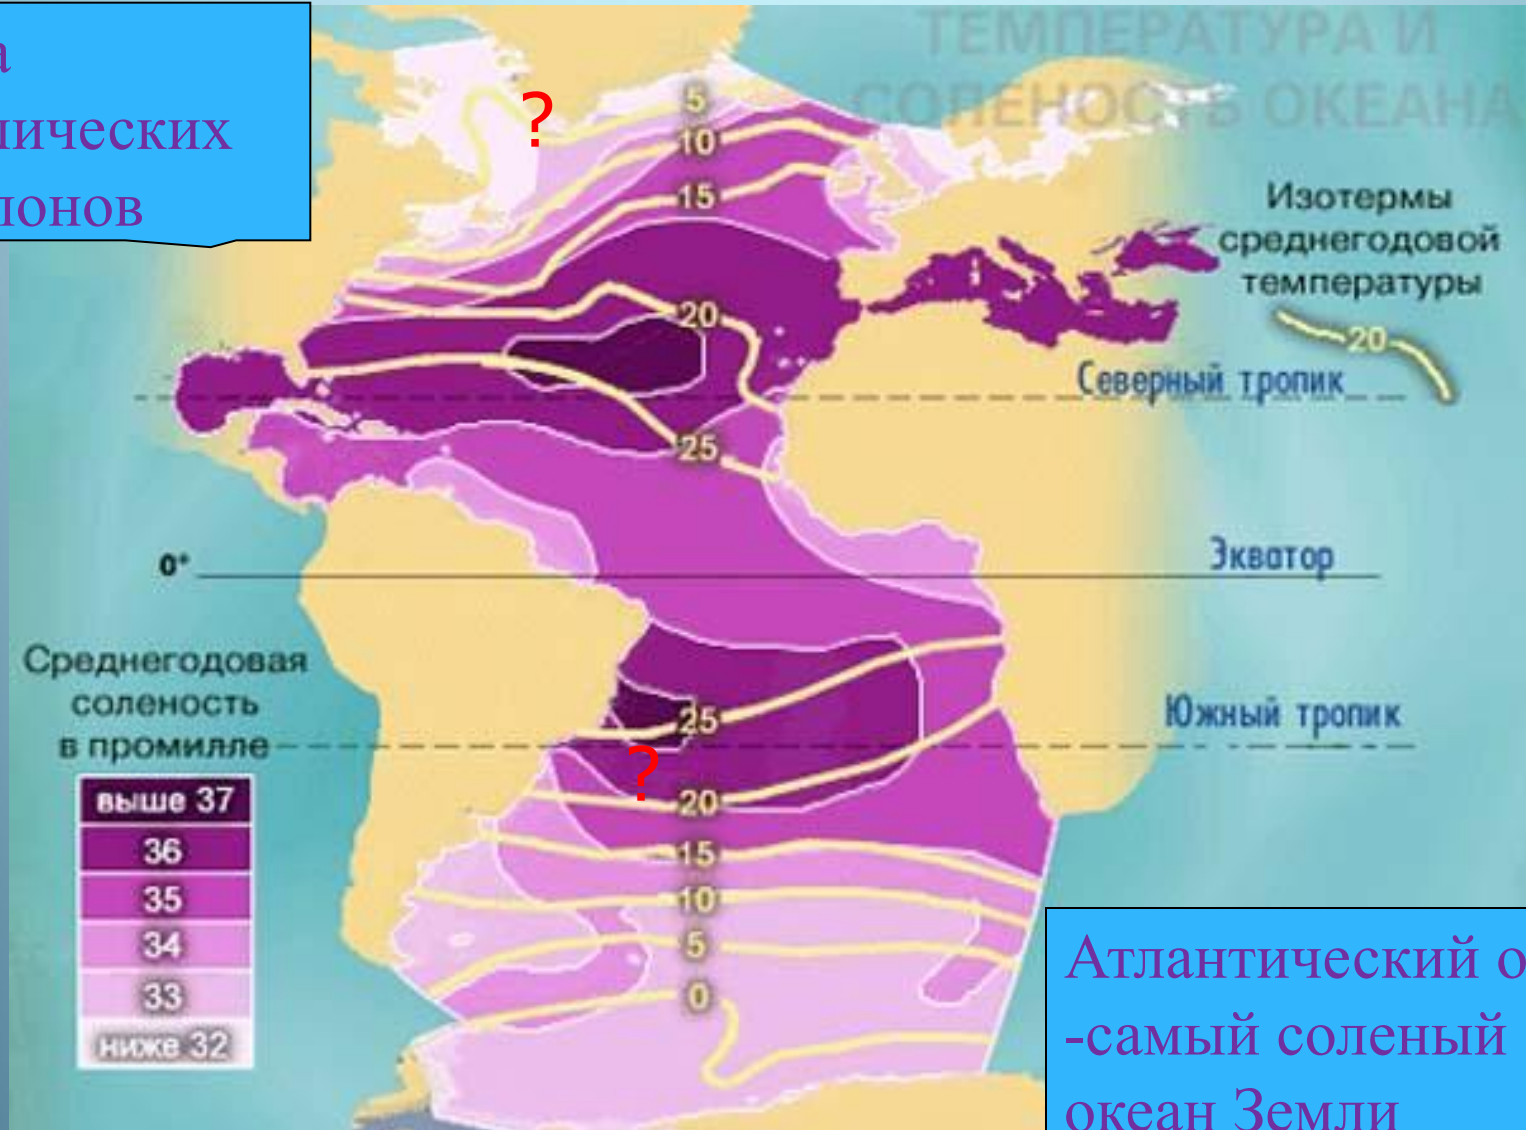 ТЕМПЕРАТУРА И
СОЛЕНОСТЬ ОКЕАНА
?
5
10
15
20
25
Изотермы
среднегодовой
температуры
20
Северный тропик
0°
Экватор
Среднегодовая
соленость
в промилле
Южный тропик
25
?
20
15
10
5
0
выше 37
36
35
34
33
ниже 32
Атлантический
-самый соленый
океан Земли